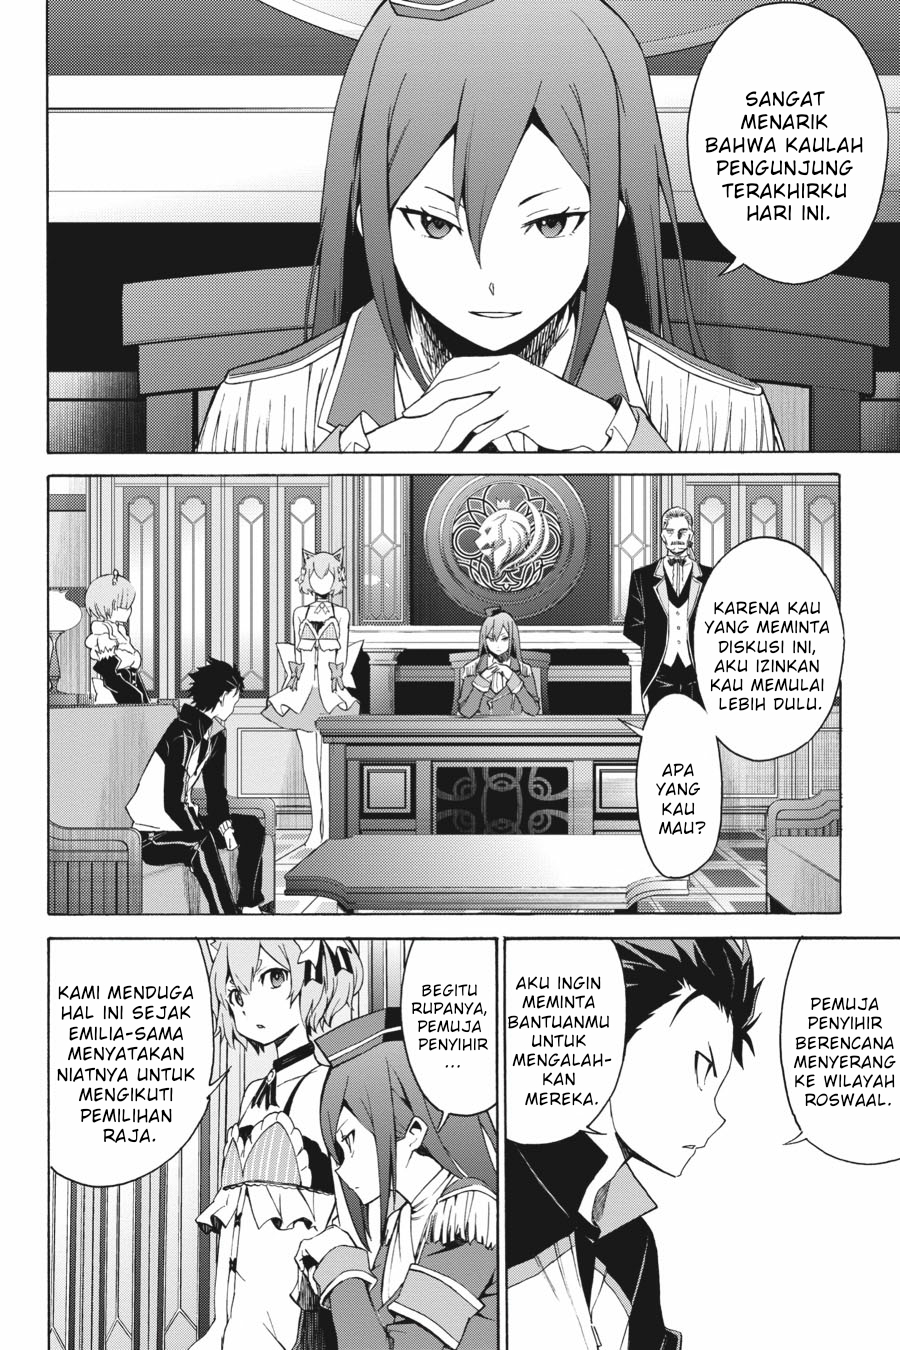 SANGAT
MENARIK
BAHWA KAULAH
PENGUNJUNG
TERAKHIRKU
HARI INI.
KARENA KAU
YANG MEMINTA
DISKUSI INI,
AKU IZINKAN
KAU MEMULAI
LEBIH DULU.
APA
YANG
KAU
MAU?
PEMUJA
PENYIHIR
BERENCANA
MENYERANG
KE WILAYAH
ROSWAAL.
AKU INGIN
MEMINTA
BANTUANMU
UNTUK
MENGALAH-
KAN
MEREKA.
BEGITU
RUPANYA,
PEMUJA
PENYIHIR
...
KAMI MENDUGA
HAL INI SEJAK
EMILIA-SAMA
MENYATAKAN
NIATNYA UNTUK
MENGIKUTI
PEMILIHAN
RAJA.